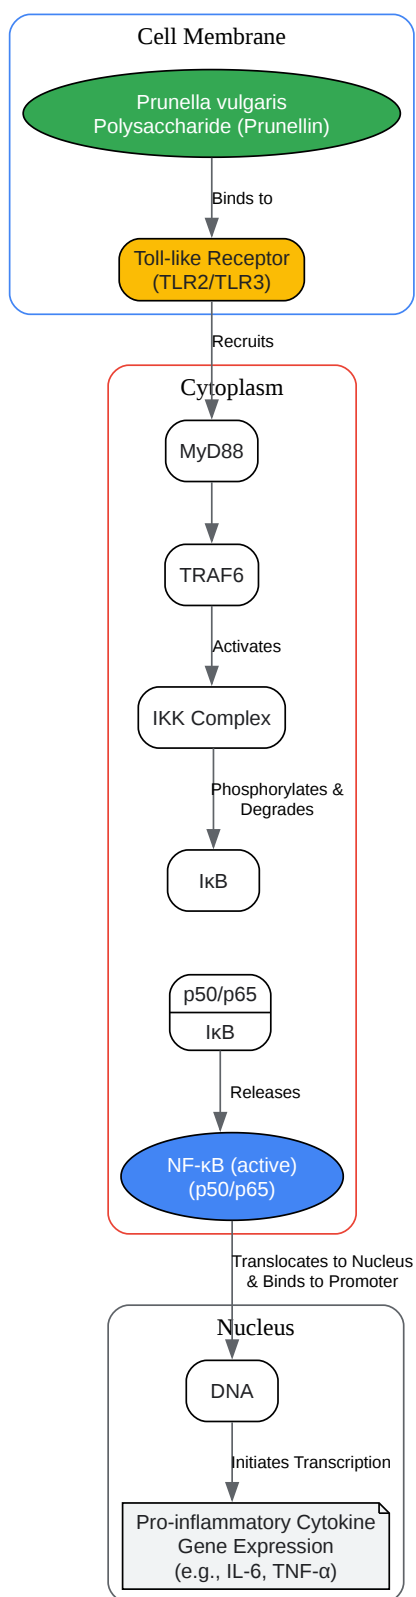 Cell Membrane
Prunella vulgaris
Polysaccharide (Prunellin)
Binds to
Toll-like Receptor
(TLR2/TLR3)
Recruits
Cytoplasm
MyD88
TRAF6
Activates
IKK Complex
Phosphorylates &
Degrades
IκB
p50/p65
IκB
Releases
NF-κB (active)
(p50/p65)
Translocates to Nucleus
& Binds to Promoter
Nucleus
DNA
Initiates Transcription
Pro-inflammatory Cytokine
Gene Expression
(e.g., IL-6, TNF-α)